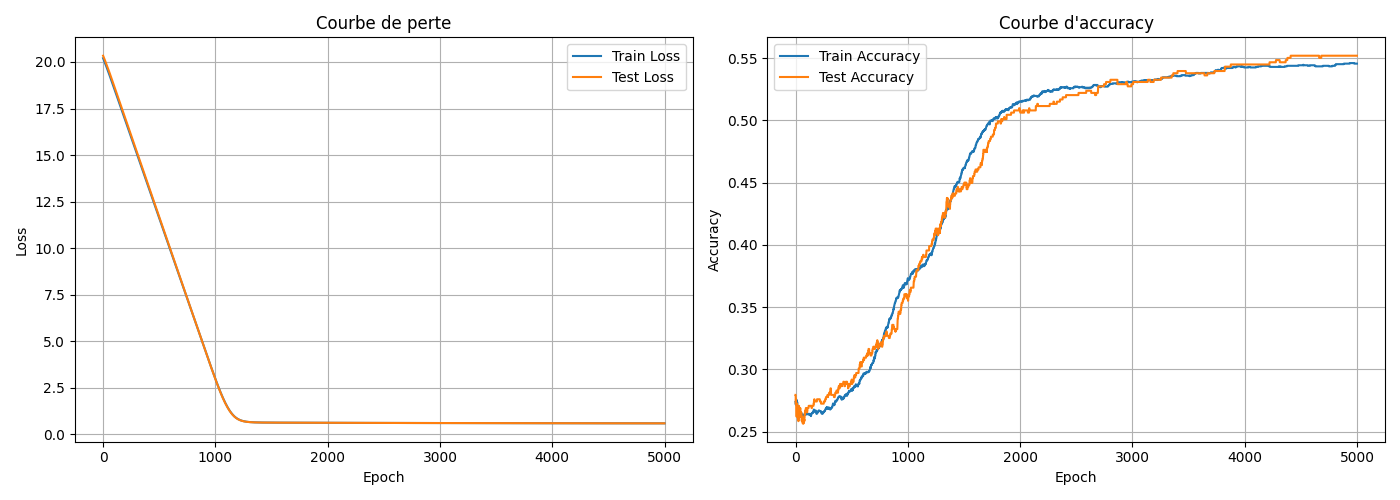 Courbe de perte
Train Loss
Test Loss
20.0
17.5
15.0
12.5
10.0
7.5
5.0
2.5
0.0
Loss
0 1000 2000 3000 4000 5000
Epoch
Courbe d'accuracy
Train Accuracy
Test Accuracy
0.55
0.50
0.45
0.40
0.35
0.30
0.25
Accuracy
0 1000 2000 3000 4000 5000
Epoch